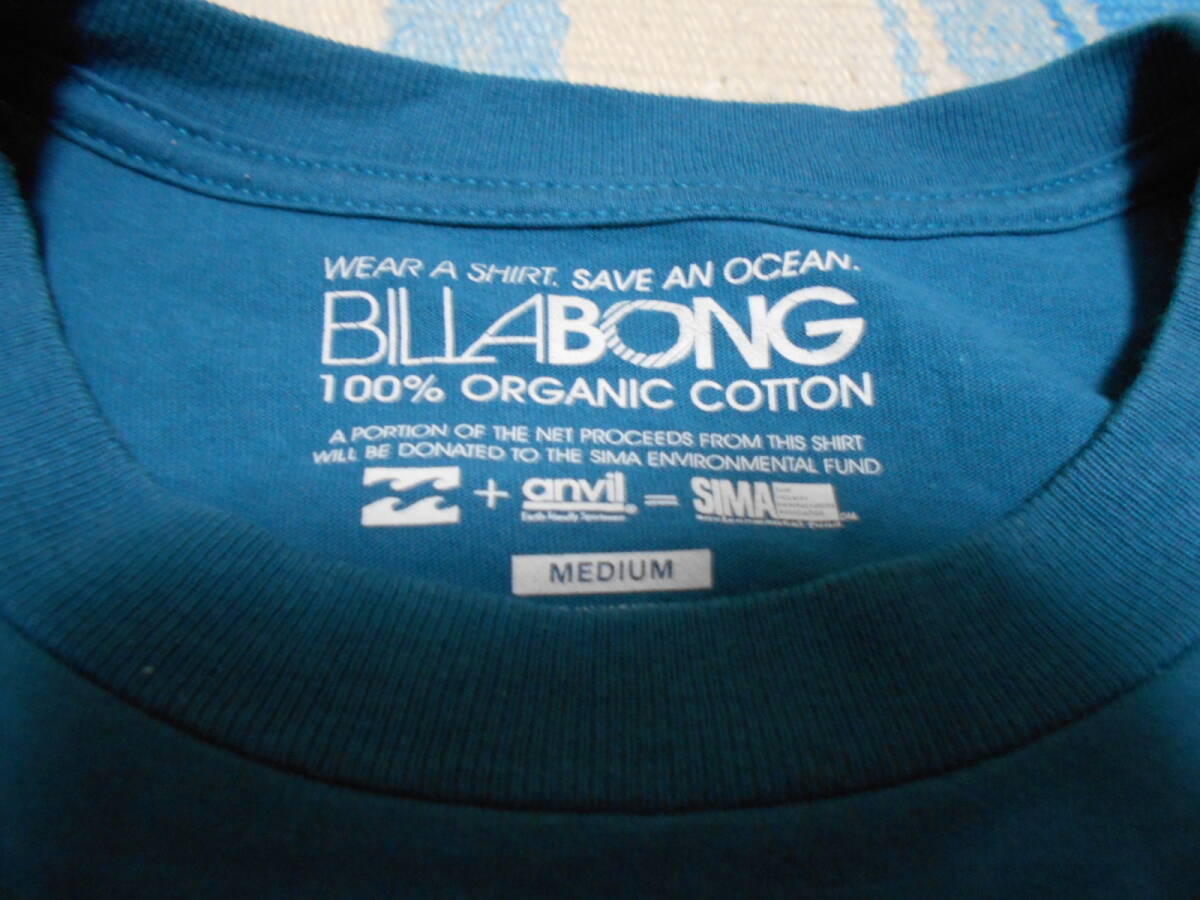 WEAR A SHIRT. SAVE AN OCEAN.
BILLABONG
100% ORGANIC COTTON
A PORTION OF THE NET PROCEEDS FROM THIS SHIRT
WILL BE DONATED TO THE SIMA ENVIRONMENTAL FUND
+ anvil = SIMA
MEDIUM